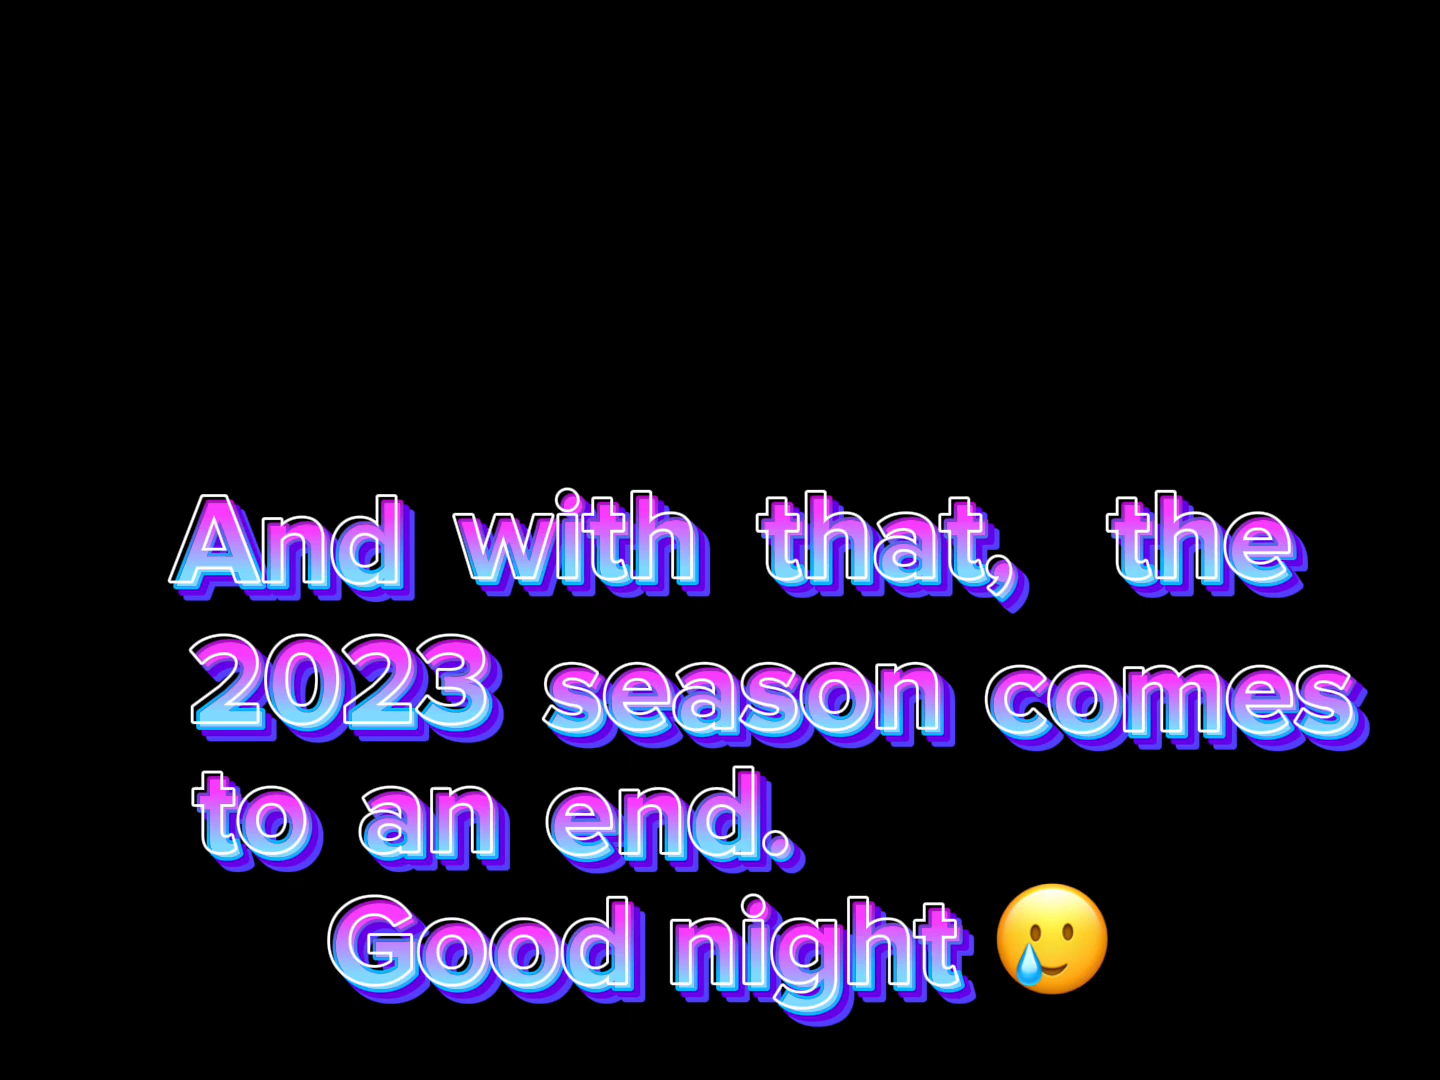 And with that, the
2023 season comes
to an end.
Good night 🥲